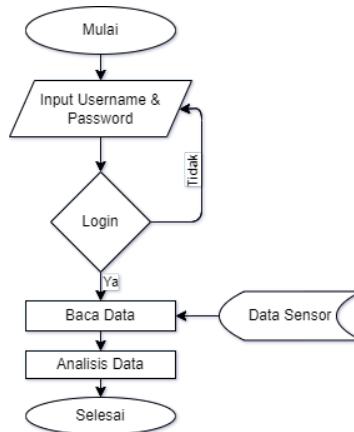 Mulai
Input Username &
Password
Tidak
Login
Ya
Baca Data
Data Sensor
Analisis Data
Selesai